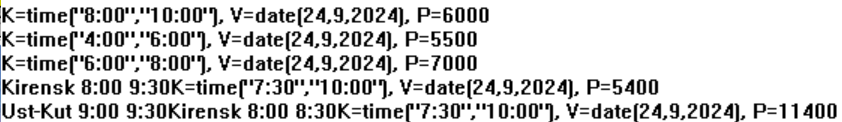 K=time("8:00","10:00"), V=date(24,9,2024), P=6000
K=time("4:00","6:00"), V=date(24,9,2024), P=5500
K=time("6:00","8:00"), V=date(24,9,2024), P=7000
Kirensk 8:00 9:30K=time("7:30","10:00"), V=date(24,9,2024), P=5400
Ust-Kut 9:00 9:30Kirensk 8:00 8:30K=time("7:30","10:00"), V=date(24,9,2024), P=11400